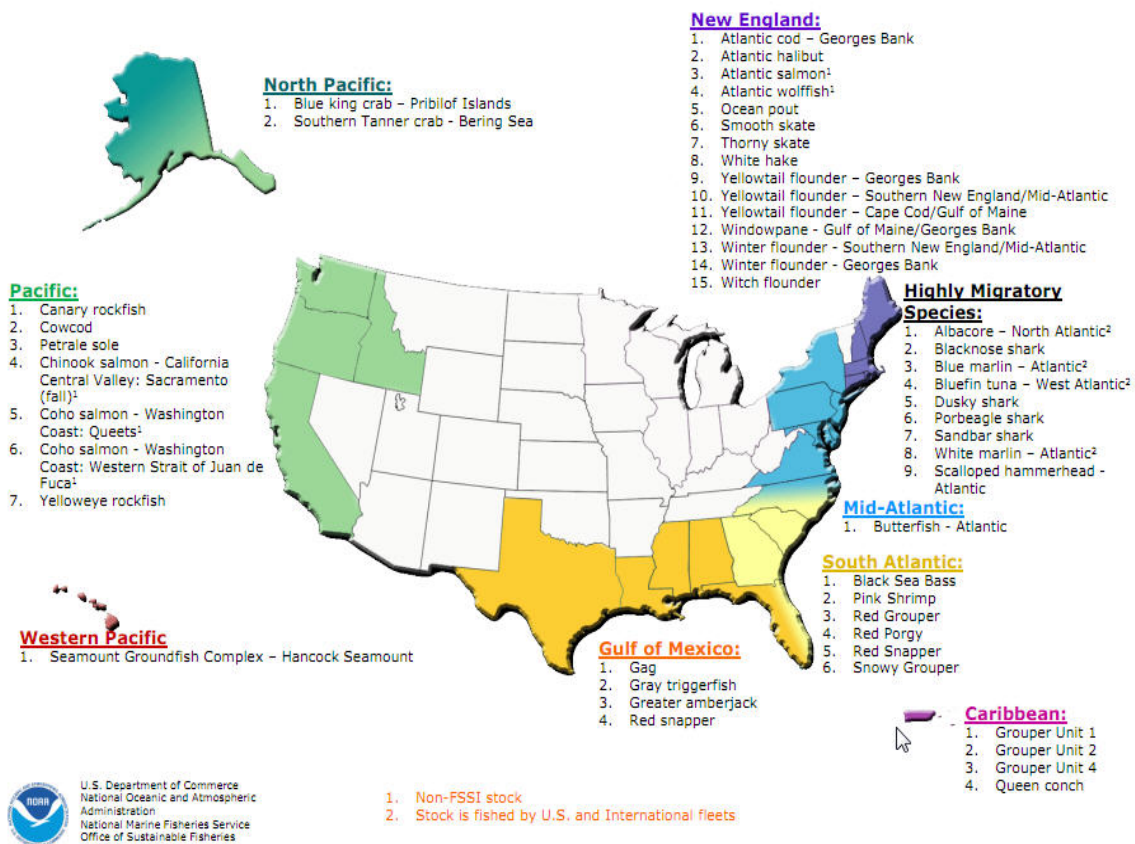 New England:
1. Atlantic cod – Georges Bank
2. Atlantic halibut
3. Atlantic salmon¹
4. Atlantic wolffish¹
5. Ocean pout
6. Smooth skate
7. Thorny skate
8. White hake
9. Yellowtail flounder – Georges Bank
10. Yellowtail flounder – Southern New England/Mid-Atlantic
11. Yellowtail flounder – Cape Cod/Gulf of Maine
12. Windowpane - Gulf of Maine/Georges Bank
13. Winter flounder - Southern New England/Mid-Atlantic
14. Winter flounder - Georges Bank
15. Witch flounder
North Pacific:
1. Blue king crab – Pribilof Islands
2. Southern Tanner crab - Bering Sea
Pacific:
1. Canary rockfish
2. Cowcod
3. Petrale sole
4. Chinook salmon - California
Central Valley: Sacramento
(fall)¹
5. Coho salmon - Washington
Coast: Queets¹
6. Coho salmon - Washington
Coast: Western Strait of Juan de
Fuca¹
7. Yelloweye rockfish
Highly Migratory
Species:
1. Albacore – North Atlantic²
2. Blacknose shark
3. Blue marlin – Atlantic²
4. Bluefin tuna – West Atlantic²
5. Dusky shark
6. Porbeagle shark
7. Sandbar shark
8. White marlin – Atlantic²
9. Scalloped hammerhead -
Atlantic
Mid-Atlantic:
1. Butterfish - Atlantic
South Atlantic:
1. Black Sea Bass
2. Pink Shrimp
3. Red Grouper
4. Red Porgy
5. Red Snapper
6. Snowy Grouper
Western Pacific
1. Seamount Groundfish Complex – Hancock Seamount
Gulf of Mexico:
1. Gag
2. Gray triggerfish
3. Greater amberjack
4. Red snapper
Caribbean:
1. Grouper Unit 1
2. Grouper Unit 2
3. Grouper Unit 4
4. Queen conch
NOAA
U.S. Department of Commerce
National Oceanic and Atmospheric
Administration
National Marine Fisheries Service
Office of Sustainable Fisheries
1. Non-FSSI stock
2. Stock is fished by U.S. and International fleets